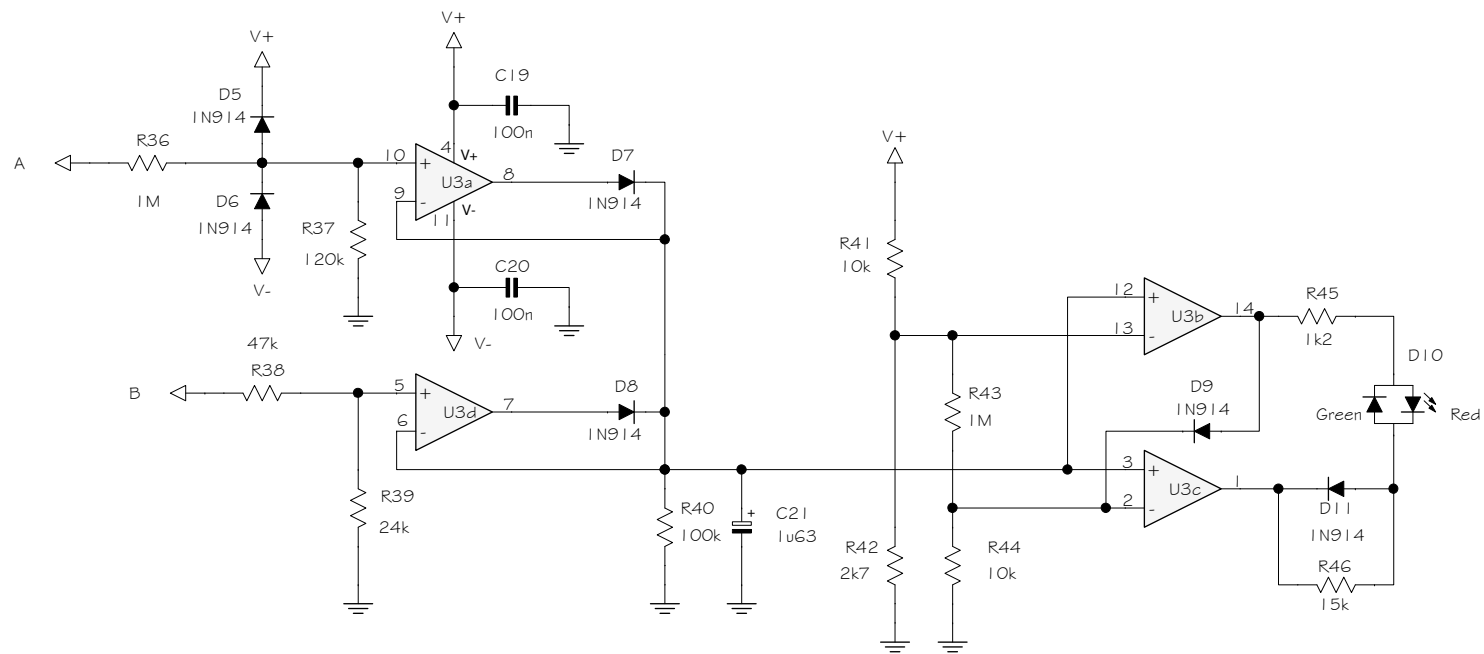 V+
V+
C19
100n
D5
1N914
R36
A
1M
D6
1N914
V-
10
+
9
-
4
V+
U3a
V-
11
8
D7
1N914
R37
120k
C20
100n
V-
47k
R38
B
5
+
6
-
U3d
7
D8
1N914
R39
24k
R40
100k
+
C21
1u63
V+
R41
10k
R43
1M
R42
2k7
R44
10k
12
+
13
-
U3b
14
R45
1k2
D10
D9
1N914
Green
Red
3
+
2
-
U3c
1
D11
1N914
R46
15k